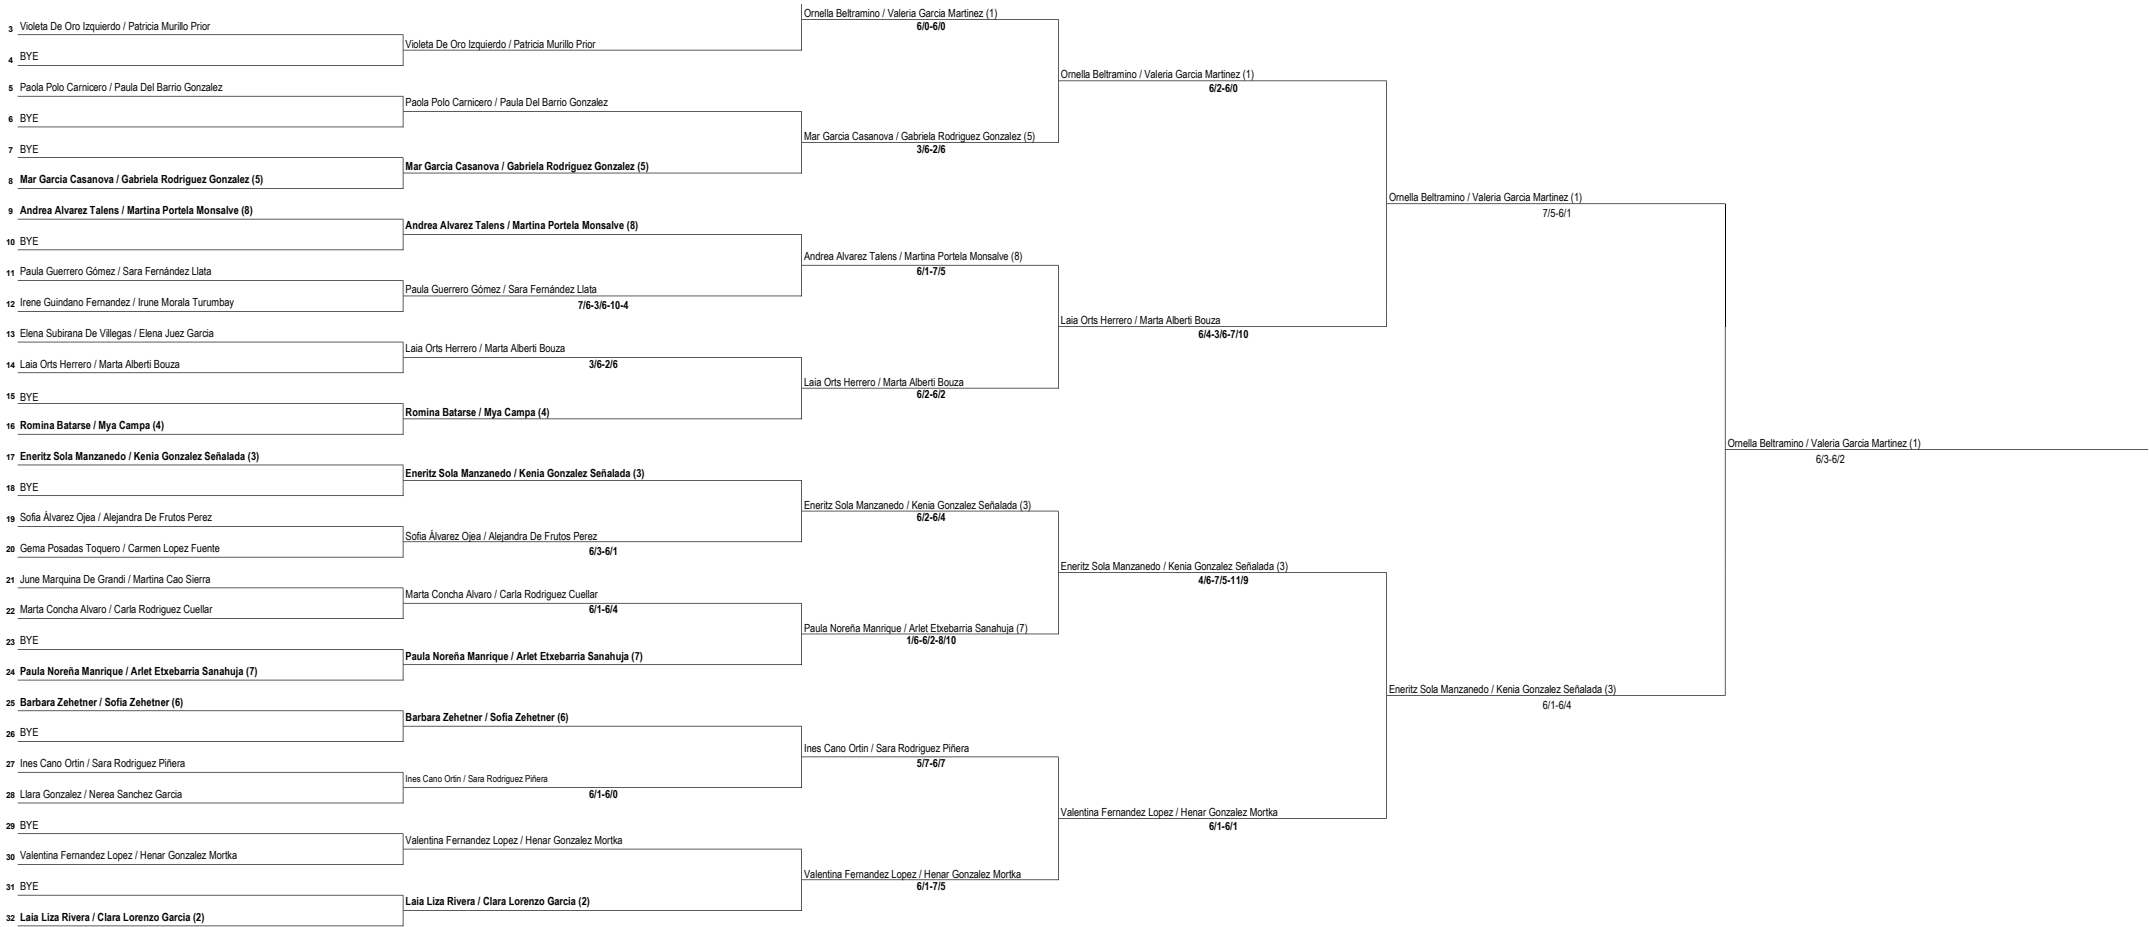 3 Violeta De Oro Izquierdo / Patricia Murillo Prior
4 BYE
5 Paola Polo Carnicero / Paula Del Barrio Gonzalez
6 BYE
7 BYE
8 Mar Garcia Casanova / Gabriela Rodriguez Gonzalez (5)
9 Andrea Alvarez Talens / Martina Portela Monsalve (8)
10 BYE
11 Paula Guerrero Gómez / Sara Fernández Llata
12 Irene Guindano Fernandez / Irune Morala Turumbay
13 Elena Subirana De Villegas / Elena Juez Garcia
14 Laia Orts Herrero / Marta Alberti Bouza
15 BYE
16 Romina Batarse / Mya Campa (4)
17 Eneritz Sola Manzanedo / Kenia Gonzalez Señalada (3)
18 BYE
19 Sofia Álvarez Ojea / Alejandra De Frutos Perez
20 Gema Posadas Toquero / Carmen Lopez Fuente
21 June Marquina De Grandi / Martina Cao Sierra
22 Marta Concha Alvaro / Carla Rodriguez Cuellar
23 BYE
24 Paula Noreña Manrique / Arlet Etxebarria Sanahuja (7)
25 Barbara Zehetner / Sofia Zehetner (6)
26 BYE
27 Ines Cano Ortin / Sara Rodriguez Piñera
28 Llara Gonzalez / Nerea Sanchez Garcia
29 BYE
30 Valentina Fernandez Lopez / Henar Gonzalez Mortka
31 BYE
32 Laia Liza Rivera / Clara Lorenzo Garcia (2)
Violeta De Oro Izquierdo / Patricia Murillo Prior
Paola Polo Carnicero / Paula Del Barrio Gonzalez
Mar Garcia Casanova / Gabriela Rodriguez Gonzalez (5)
Andrea Alvarez Talens / Martina Portela Monsalve (8)
Paula Guerrero Gómez / Sara Fernández Llata
7/6-3/6-10-4
Laia Orts Herrero / Marta Alberti Bouza
3/6-2/6
Romina Batarse / Mya Campa (4)
Eneritz Sola Manzanedo / Kenia Gonzalez Señalada (3)
Sofia Álvarez Ojea / Alejandra De Frutos Perez
6/3-6/1
Marta Concha Alvaro / Carla Rodriguez Cuellar
6/1-6/4
Paula Noreña Manrique / Arlet Etxebarria Sanahuja (7)
Barbara Zehetner / Sofia Zehetner (6)
Ines Cano Ortin / Sara Rodriguez Piñera
6/1-6/0
Valentina Fernandez Lopez / Henar Gonzalez Mortka
Laia Liza Rivera / Clara Lorenzo Garcia (2)
Ornella Beltramino / Valeria Garcia Martinez (1)
6/0-6/0
Mar Garcia Casanova / Gabriela Rodriguez Gonzalez (5)
3/6-2/6
Andrea Alvarez Talens / Martina Portela Monsalve (8)
6/1-7/5
Laia Orts Herrero / Marta Alberti Bouza
6/2-6/2
Eneritz Sola Manzanedo / Kenia Gonzalez Señalada (3)
6/2-6/4
Paula Noreña Manrique / Arlet Etxebarria Sanahuja (7)
1/6-6/2-8/10
Ines Cano Ortin / Sara Rodriguez Piñera
5/7-6/7
Valentina Fernandez Lopez / Henar Gonzalez Mortka
6/1-7/5
Ornella Beltramino / Valeria Garcia Martinez (1)
6/2-6/0
Laia Orts Herrero / Marta Alberti Bouza
6/4-3/6-7/10
Eneritz Sola Manzanedo / Kenia Gonzalez Señalada (3)
4/6-7/5-11/9
Valentina Fernandez Lopez / Henar Gonzalez Mortka
6/1-6/1
Ornella Beltramino / Valeria Garcia Martinez (1)
7/5-6/1
Eneritz Sola Manzanedo / Kenia Gonzalez Señalada (3)
6/1-6/4
Ornella Beltramino / Valeria Garcia Martinez (1)
6/3-6/2